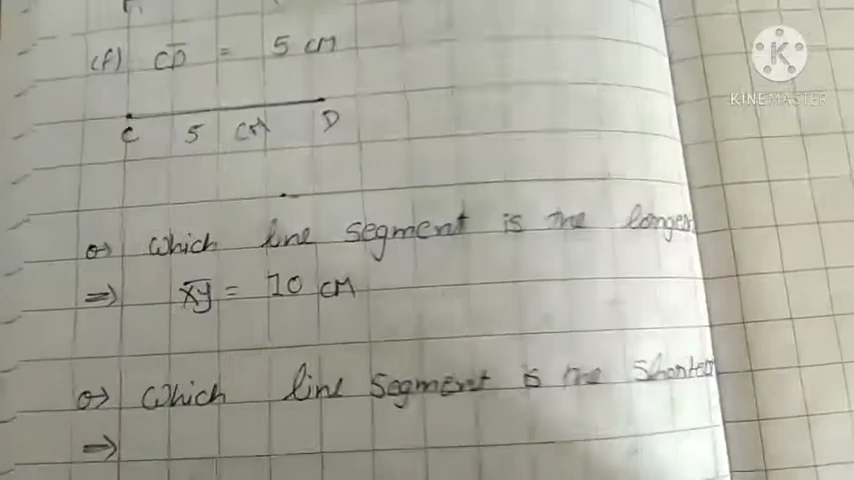 (f) CD = 5 cm
KINEMASTER
C 5 cm D
Which line segment is the longest
⇒ xy = 10 cm
Which line segment is the shortest
⇒